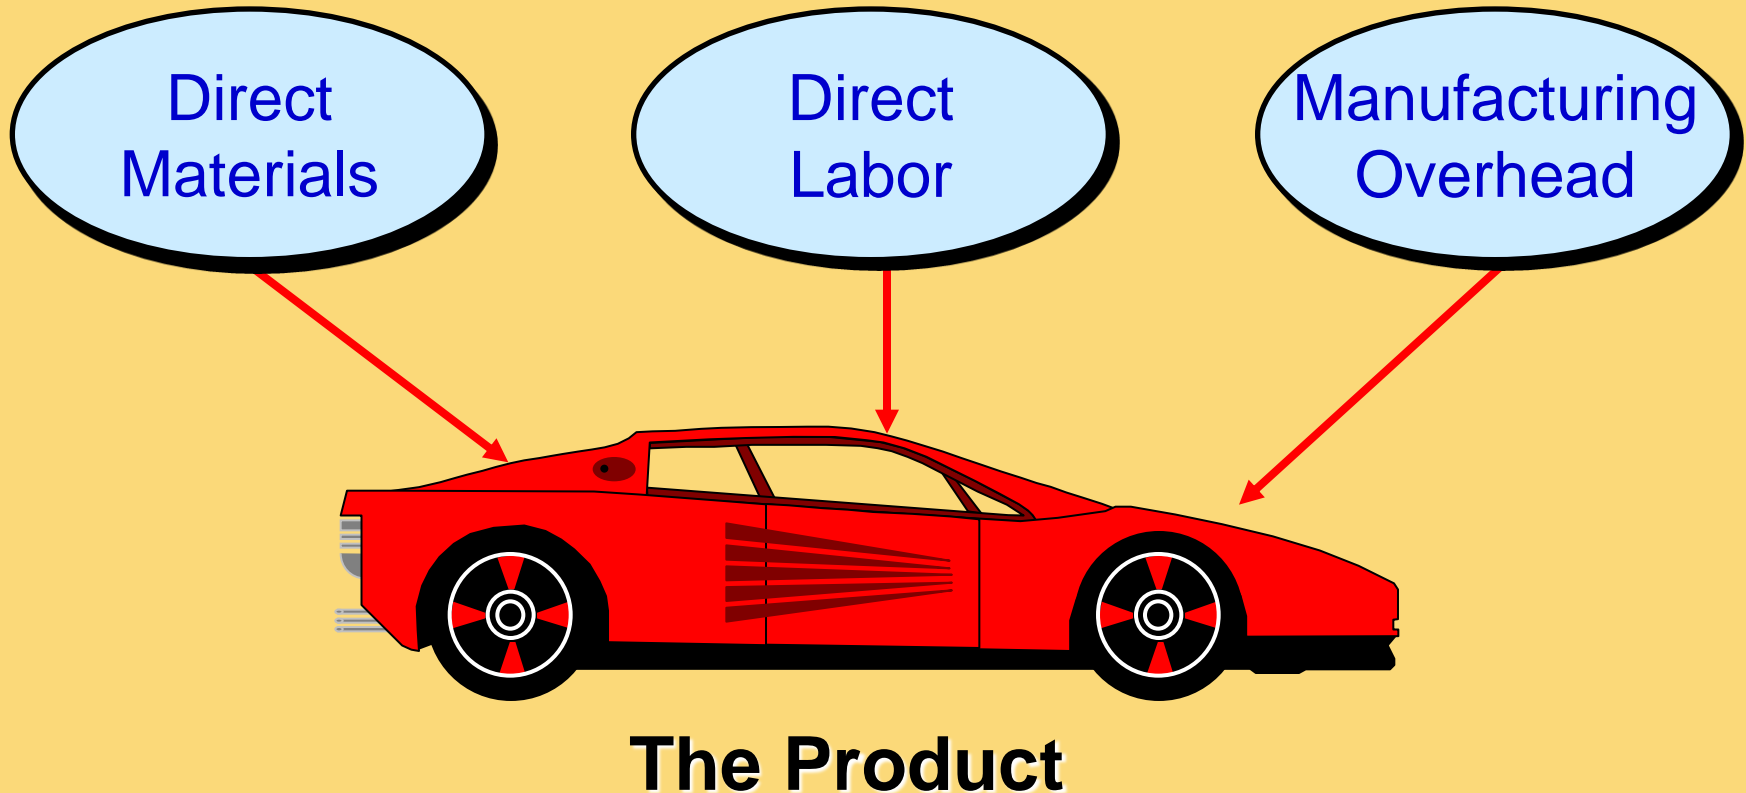 Direct
Materials
Direct
Labor
Manufacturing
Overhead
The Product